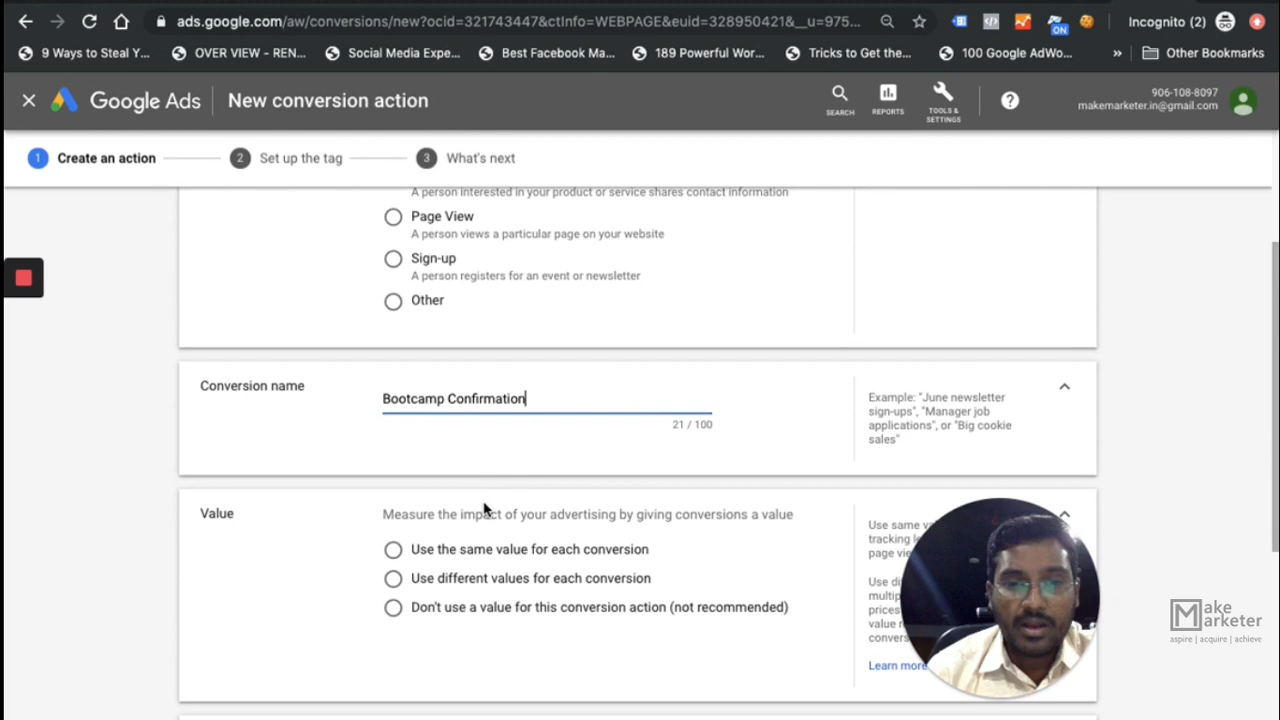 ads.google.com/aw/conversions/new?ocid=321743447&ctInfo=WEBPAGE&euid=328950421&__u=975...
Incognito (2)
ON
9 Ways to Steal Y...
OVER VIEW - REN...
Social Media Expe...
Best Facebook Ma...
189 Powerful Wor...
Tricks to Get the...
100 Google AdWo...
»
Other Bookmarks
Google Ads
New conversion action
SEARCH
REPORTS
TOOLS &
SETTINGS
906-108-8097
makemarketer.in@gmail.com
1 Create an action
2 Set up the tag
3 What's next
A person interested in your product or service shares contact information
Page View
A person views a particular page on your website
Sign-up
A person registers for an event or newsletter
Other
Conversion name
Bootcamp Confirmation
21 / 100
Example: "June newsletter
sign-ups", "Manager job
applications", or "Big cookie
sales"
Value
Measure the impact of your advertising by giving conversions a value
Use the same value for each conversion
Use different values for each conversion
Don't use a value for this conversion action (not recommended)
Use same
tracking
page
Use
prices
value
Learn more
Make
Marketer
aspire | acquire | achieve